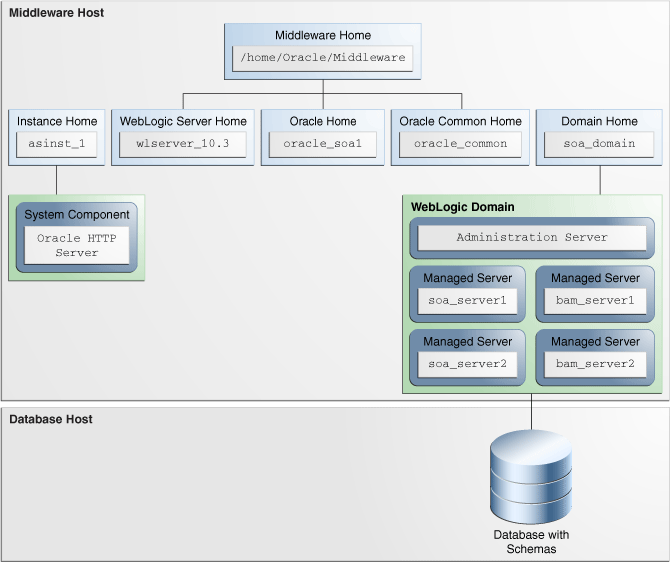 Middleware Host
Middleware Home
/home/Oracle/Middleware
Instance Home
asinst_1
WebLogic Server Home
wlserver_10.3
Oracle Home
oracle_soa1
Oracle Common Home
oracle_common
Domain Home
soa_domain
System Component
Oracle HTTP
Server
WebLogic Domain
Administration Server
Managed Server
soa_server1
Managed Server
bam_server1
Managed Server
soa_server2
Managed Server
bam_server2
Database Host
Database with
Schemas